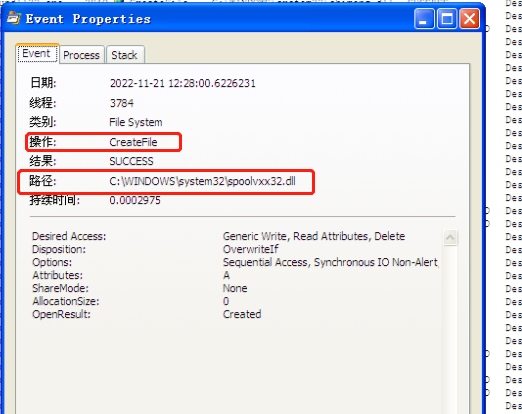 Event Properties
Event Process Stack
日期: 2022-11-21 12:28:00.6226231
线程: 3784
类别: File System
操作: CreateFile
结果: SUCCESS
路径: C:\WINDOWS\system32\spoolvxx32.dll
持续时间: 0.0002975
Desired Access: Generic Write, Read Attributes, Delete
Disposition: OverwriteIf
Options: Sequential Access, Synchronous IO Non-Alert,
Attributes: A
ShareMode: None
AllocationSize: 0
OpenResult: Created